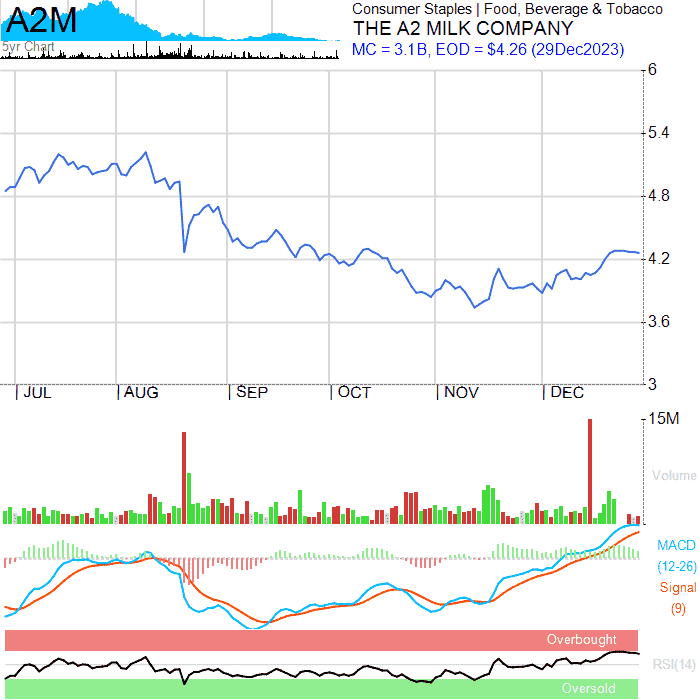 A2M
5yr Chart
Consumer Staples | Food, Beverage & Tobacco
THE A2 MILK COMPANY
MC = 3.1B, EOD = $4.26 (29Dec2023)
6
5.4
4.8
4.2
3.6
3
JUL
AUG
SEP
OCT
NOV
DEC
15M
Volume
MACD
(12-26)
Signal
(9)
Overbought
RSI(14)
Oversold